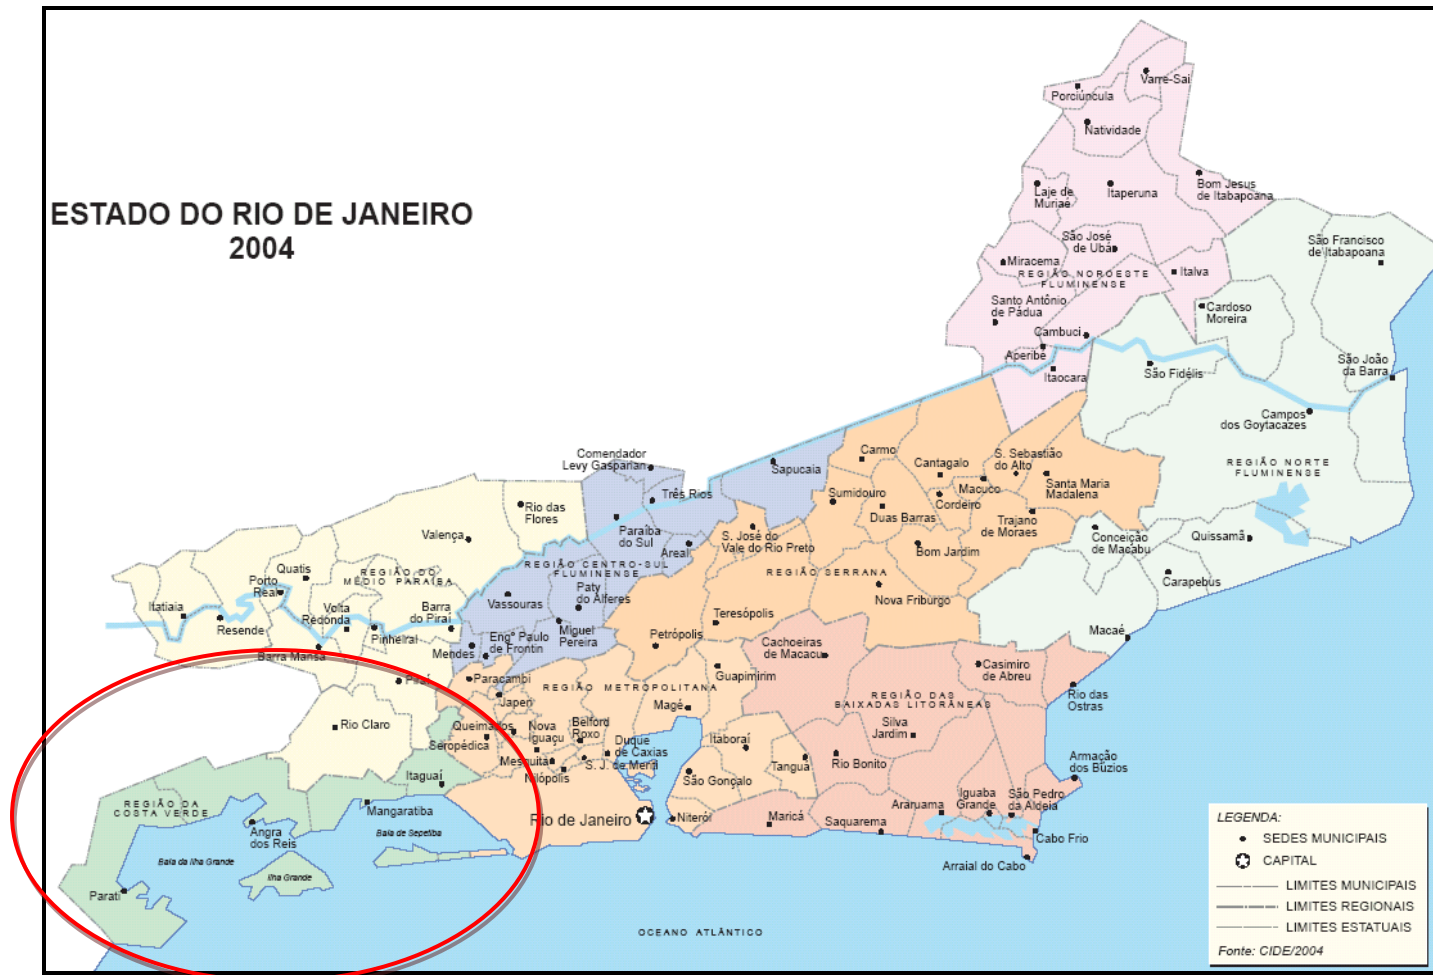 ESTADO DO RIO DE JANEIRO
2004
Varre-Sai
Porciúncula
Natividade
Laje de
Muriaé
Itaperuna
Bom Jesus
de Itabapoana
São José
de Ubá
Miracema
REGIÃO NOROESTE
FLUMINENSE
Italva
São Francisco
de Itabapoana
Santo Antônio
de Pádua
Cardoso
Moreira
Cambuci
Aperibé
Itaocara
São Fidélis
São João
da Barra
Campos
dos Goytacazes
REGIÃO NORTE
FLUMINENSE
Comendador
Levy Gasparian
Sapucaia
Carmo
Cantagalo
S. Sebastião
do Alto
Macuco
Santa Maria
Madalena
Três Rios
Sumidouro
Cordeiro
Duas Barras
Trajano
de Moraes
Rio das
Flores
Valença
Paraíba
do Sul
Areal
S. José do
Vale do Rio Preto
Bom Jardim
Conceição
de Macabu
Quissamã
Carapebus
REGIÃO DO
MÉDIO PARAÍBA
REGIÃO CENTRO-SUL
FLUMINENSE
REGIÃO SERRANA
Quatis
Porto
Real
Itatiaia
Resende
Volta
Redonda
Barra
do Piraí
Pinheiral
Vassouras
Paty
do Alferes
Nova Friburgo
Teresópolis
Miguel
Pereira
Engº Paulo
de Frontin
Mendes
Petrópolis
Cachoeiras
de Macacu
Macaé
Barra Mansa
Piraí
Paracambi
Guapimirim
Casimiro
de Abreu
Rio das
Ostras
REGIÃO METROPOLITANA
Japeri
Magé
REGIÃO DAS
BAIXADAS LITORÂNEAS
Rio Claro
Queimados
Seropédica
Nova
Iguaçu
Belford
Roxo
Duque
de Caxias
Mesquita
Nilópolis
S. J. de Meriti
Itaboraí
Silva
Jardim
Tanguá
Rio Bonito
São Gonçalo
Armação
dos Búzios
Itaguaí
Mangaratiba
REGIÃO DA
COSTA VERDE
Angra
dos Reis
Baia de Sepetiba
Rio de Janeiro
Niterói
Maricá
Saquarema
Araruama
Iguaba
Grande
São Pedro
da Aldeia
Cabo Frio
Arraial do Cabo
Baia da Ilha Grande
Ilha Grande
Parati
OCEANO ATLÂNTICO
LEGENDA:
SEDES MUNICIPAIS
CAPITAL
LIMITES MUNICIPAIS
LIMITES REGIONAIS
LIMITES ESTATUAIS
Fonte: CIDE/2004